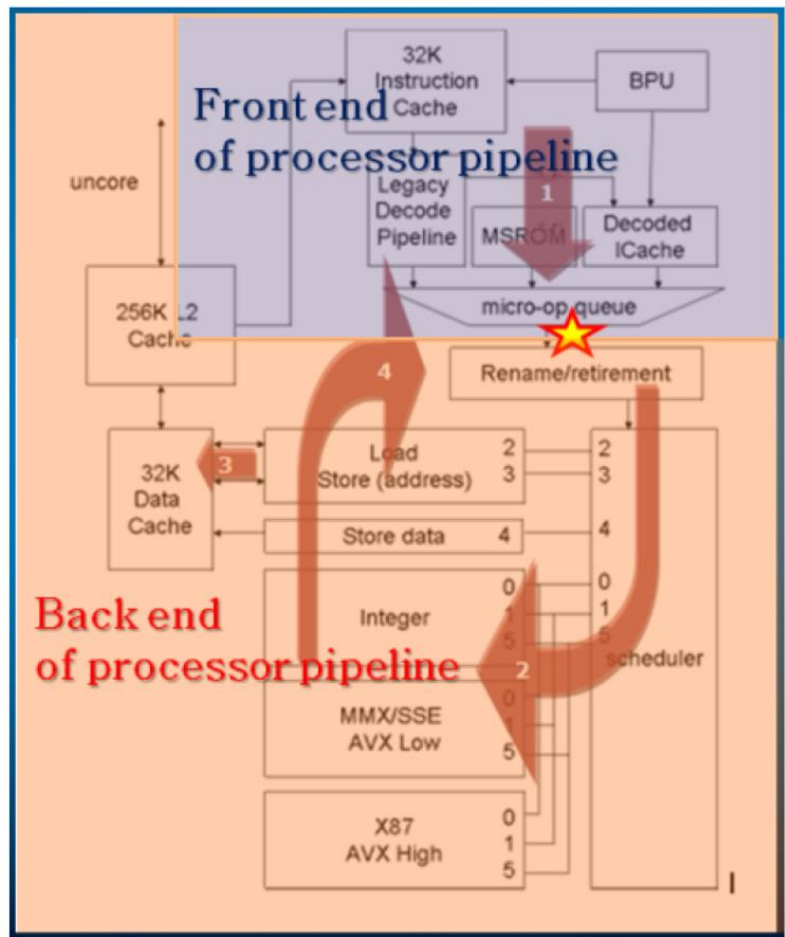 32K
Instruction
Cache
BPU
Front end
of processor pipeline
uncore
Legacy
Decode
Pipeline
1
MSROM
Decoded
ICache
256K L2
Cache
micro-op queue
4
Rename/retirement
3
32K
Data
Cache
Load
Store (address)
2
3
2
3
Store data
4
4
Integer
0
1
5
0
1
5
scheduler
Back end
of processor pipeline
2
MMX/SSE
AVX Low
0
1
5
X87
AVX High
0
1
5